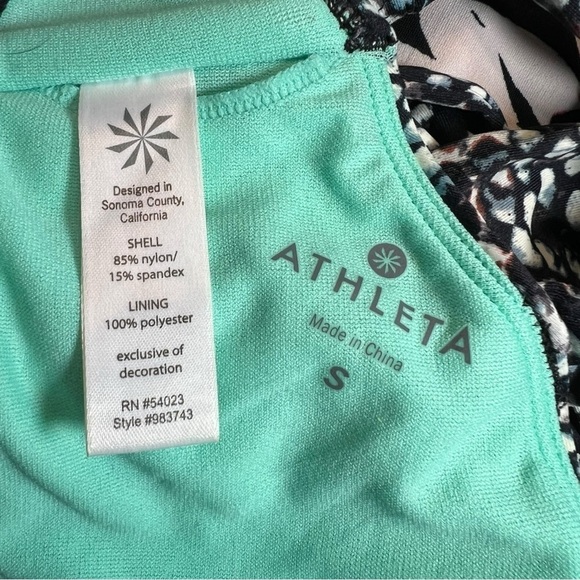 Designed in
Sonoma County,
California
SHELL
85% nylon/
15% spandex
LINING
100% polyester
exclusive of
decoration
RN #54023
Style #983743
ATHLETA
Made in China
S